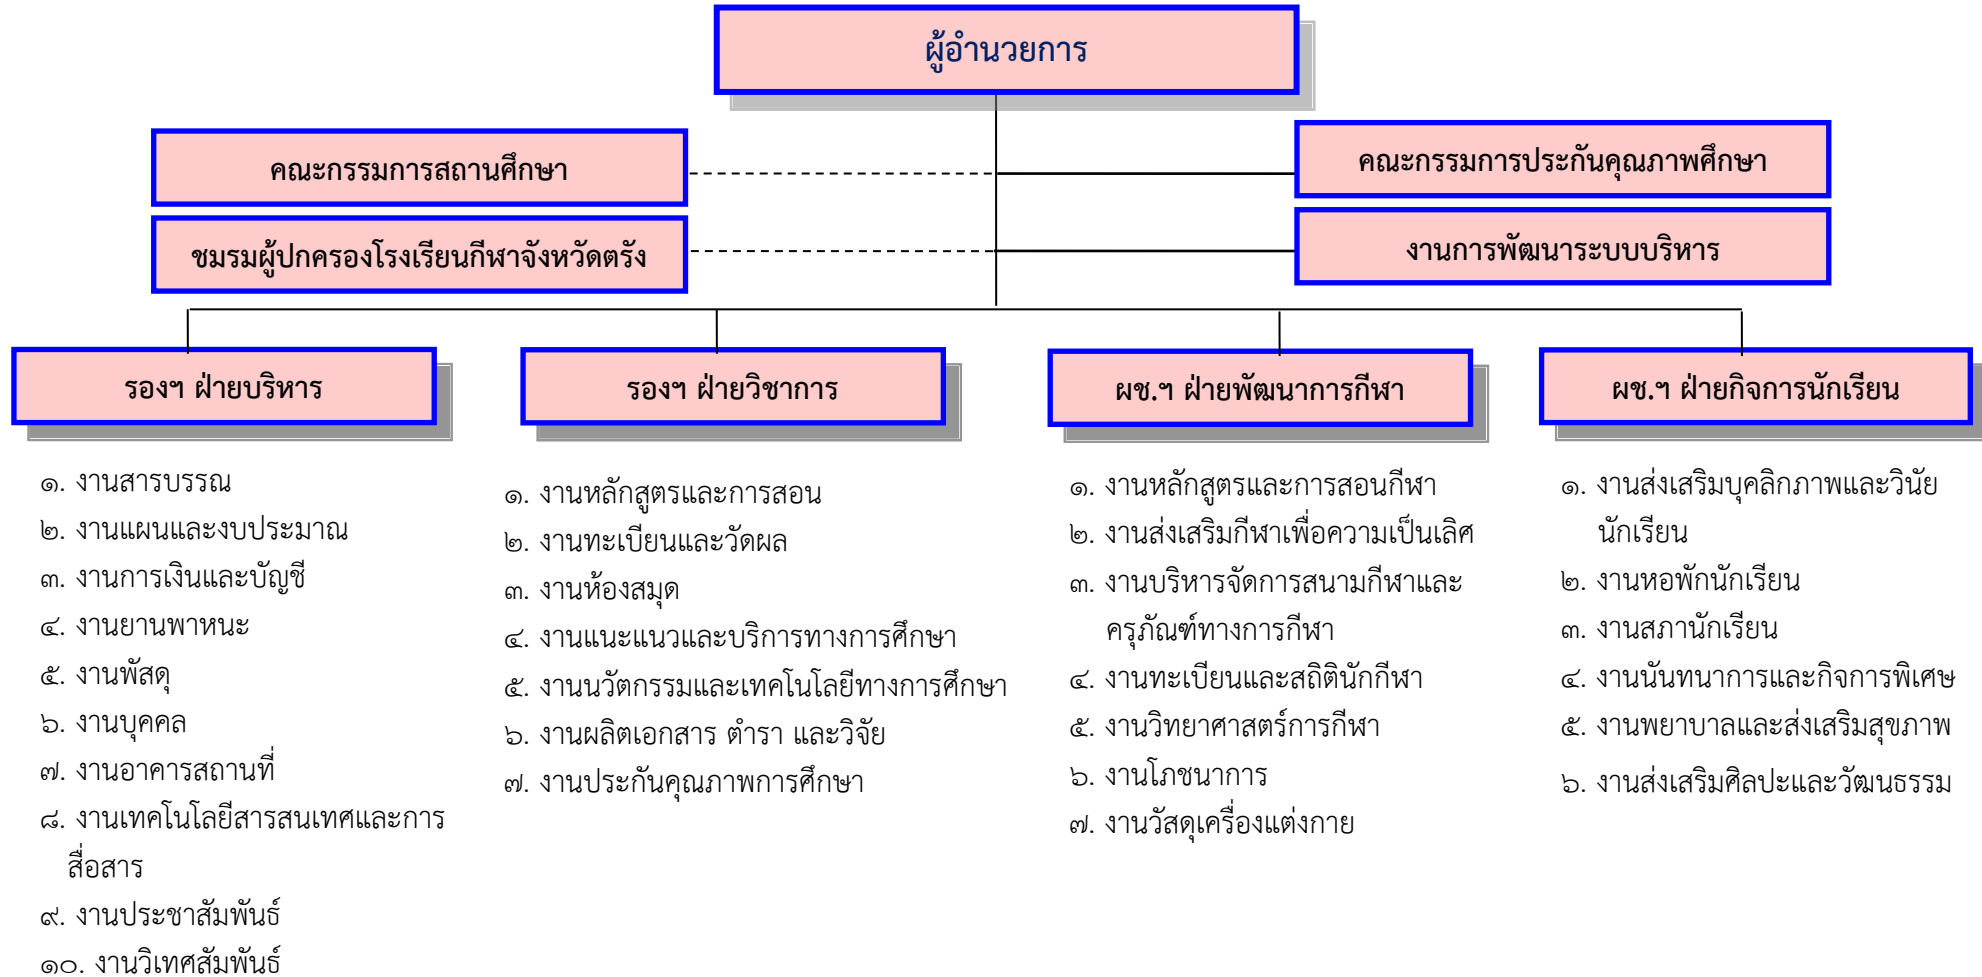 ผู้อำนวยการ
คณะกรรมการสถานศึกษา
คณะกรรมการประกันคุณภาพศึกษา
ชมรมผู้ปกครองโรงเรียนกีฬาจังหวัดตรัง
งานการพัฒนาระบบบริหาร
รองฯ ฝ่ายบริหาร
๑. งานสารบรรณ
๒. งานแผนและงบประมาณ
๓. งานการเงินและบัญชี
๔. งานยานพาหนะ
๕. งานพัสดุ
๖. งานบุคคล
๗. งานอาคารสถานที่
๘. งานเทคโนโลยีสารสนเทศและการ
สื่อสาร
๙. งานประชาสัมพันธ์
๑๐. งานวิเทศสัมพันธ์
รองฯ ฝ่ายวิชาการ
๑. งานหลักสูตรและการสอน
๒. งานทะเบียนและวัดผล
๓. งานห้องสมุด
๔. งานแนะแนวและบริการทางการศึกษา
๕. งานนวัตกรรมและเทคโนโลยีทางการศึกษา
๖. งานผลิตเอกสาร ตำรา และวิจัย
๗. งานประกันคุณภาพการศึกษา
ผช.ฯ ฝ่ายพัฒนาการกีฬา
๑. งานหลักสูตรและการสอนกีฬา
๒. งานส่งเสริมกีฬาเพื่อความเป็นเลิศ
๓. งานบริหารจัดการสนามกีฬาและ
ครุภัณฑ์ทางการกีฬา
๔. งานทะเบียนและสถิตินักกีฬา
๕. งานวิทยาศาสตร์การกีฬา
๖. งานโภชนาการ
๗. งานวัสดุเครื่องแต่งกาย
ผช.ฯ ฝ่ายกิจการนักเรียน
๑. งานส่งเสริมบุคลิกภาพและวินัย
นักเรียน
๒. งานหอพักนักเรียน
๓. งานสภานักเรียน
๔. งานนันทนาการและกิจการพิเศษ
๕. งานพยาบาลและส่งเสริมสุขภาพ
๖. งานส่งเสริมศิลปะและวัฒนธรรม